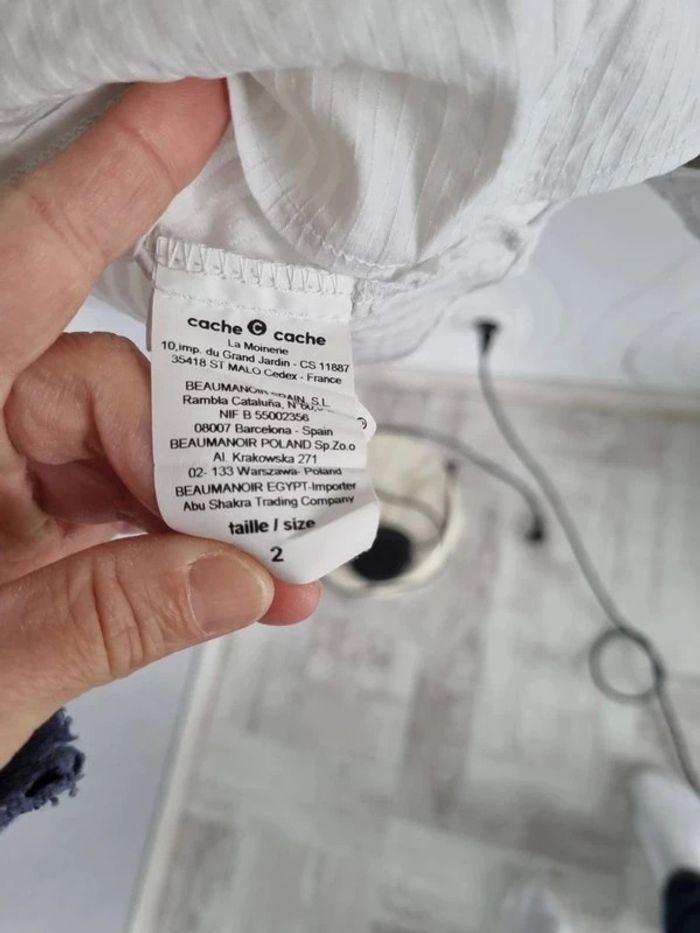 cache C cache
La Moinerie
10,imp. du Grand Jardin - CS 11887
35418 ST MALO Cedex - France
BEAUMANOIR SPAIN, S.L
Rambla Cataluña, N
NIF B 55002356
08007 Barcelona - Spain
BEAUMANOIR POLAND Sp.Zo.o
Al. Krakowska 271
02- 133 Warszawa- Poland
BEAUMANOIR EGYPT-Importer
Abu Shakra Trading Company
taille / size
2